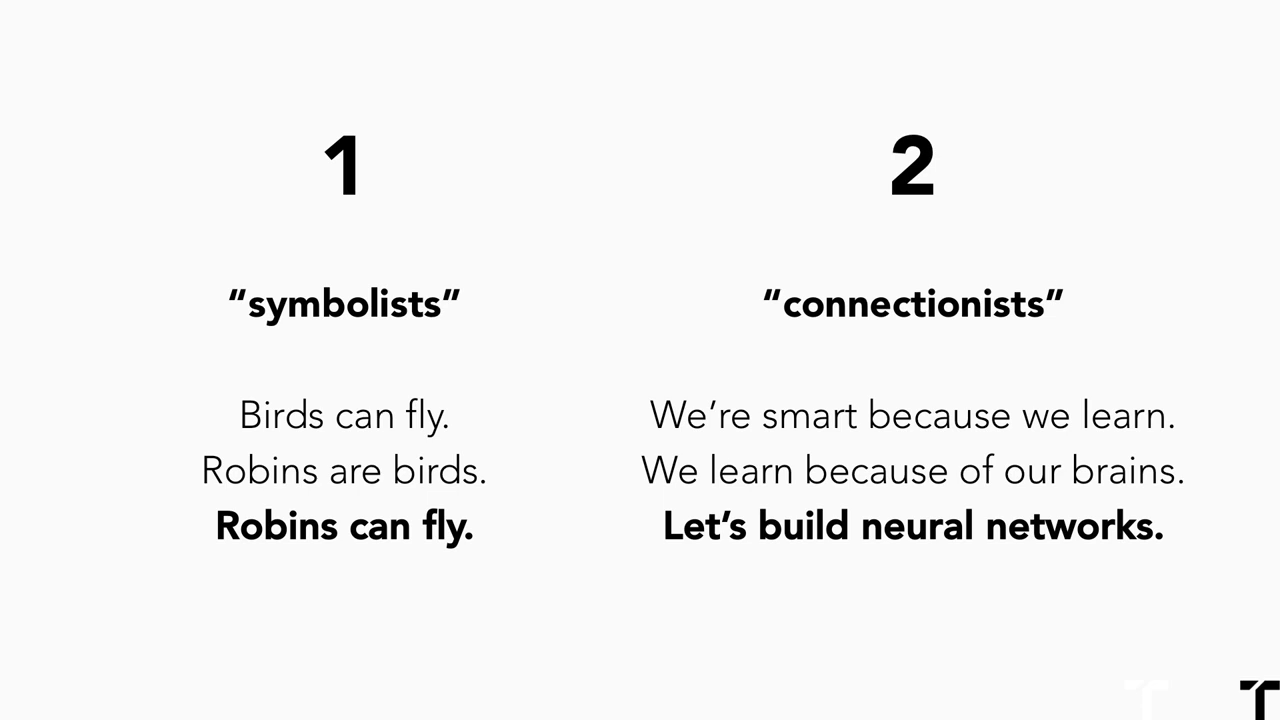 1
“symbolists”
Birds can fly.
Robins are birds.
Robins can fly.
2
“connectionists”
We’re smart because we learn.
We learn because of our brains.
Let’s build neural networks.